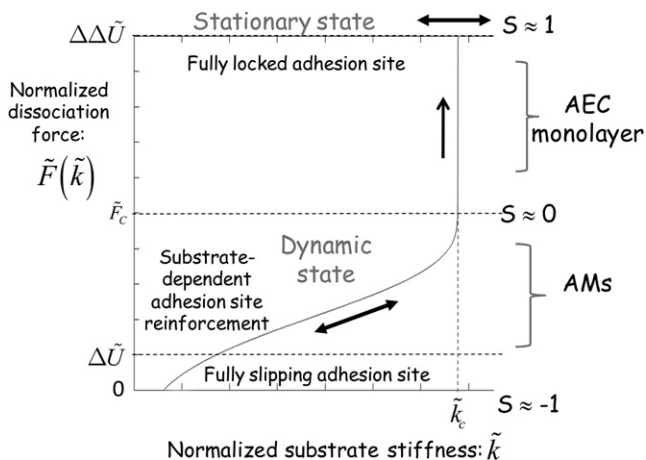 Stationary state
S ≈ 1
ΔΔŨ
Fully locked adhesion site
Normalized
dissociation
force:
F̃(k̃)
AEC
monolayer
F̃c
S ≈ 0
Dynamic
state
Substrate-
dependent
adhesion site
reinforcement
AMs
ΔŨ
Fully slipping adhesion site
0
k̃c
S ≈ -1
Normalized substrate stiffness: k̃